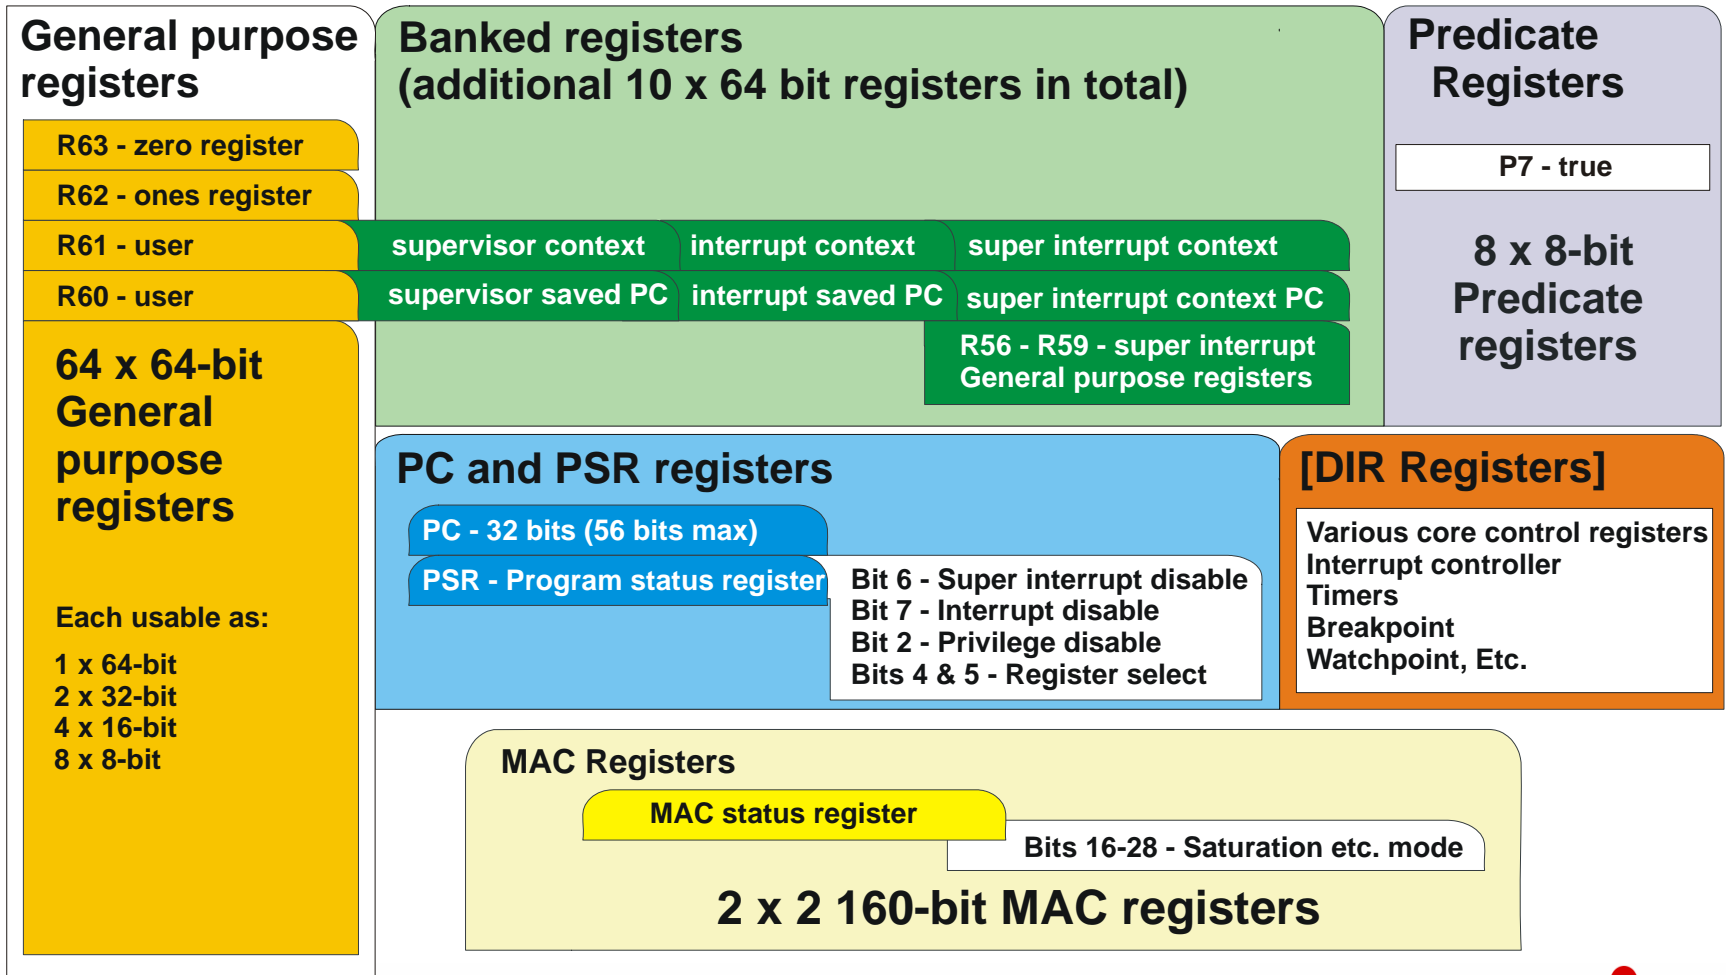 General purpose
registers
R63 - zero register
R62 - ones register
R61 - user
R60 - user
64 x 64-bit
General
purpose
registers
Each usable as:
1 x 64-bit
2 x 32-bit
4 x 16-bit
8 x 8-bit
Banked registers
(additional 10 x 64 bit registers in total)
supervisor context
interrupt context
super interrupt context
supervisor saved PC
interrupt saved PC
super interrupt context PC
R56 - R59 - super interrupt
General purpose registers
Predicate
Registers
P7 - true
8 x 8-bit
Predicate
registers
PC and PSR registers
PC - 32 bits (56 bits max)
PSR - Program status register
Bit 6 - Super interrupt disable
Bit 7 - Interrupt disable
Bit 2 - Privilege disable
Bits 4 & 5 - Register select
[DIR Registers]
Various core control registers
Interrupt controller
Timers
Breakpoint
Watchpoint, Etc.
MAC Registers
MAC status register
Bits 16-28 - Saturation etc. mode
2 x 2 160-bit MAC registers